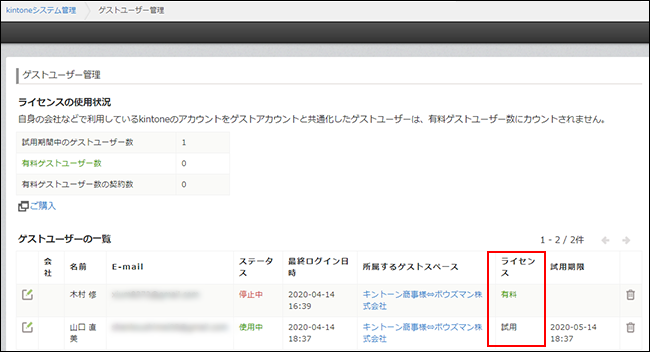 kintoneシステム管理 ゲストユーザー管理
ゲストユーザー管理
ライセンスの使用状況
自身の会社などで利用しているkintoneのアカウントをゲストアカウントと共通化したゲストユーザーは、有料ゲストユーザー数にカウントされません。
試用期間中のゲストユーザー数 1
有料ゲストユーザー数 0
有料ゲストユーザー数の契約数 0
ご購入
ゲストユーザーの一覧 1 - 2 / 2件
会社 名前 E-mail ステータス 最終ログイン日時 所属するゲストスペース ライセンス 試用期限
木村 修 停止中 2020-04-14 16:39 キントーン商事様⇔ボウズマン株式会社 有料
山口 直美 使用中 2020-04-14 18:37 キントーン商事様⇔ボウズマン株式会社 試用 2020-05-14 18:37